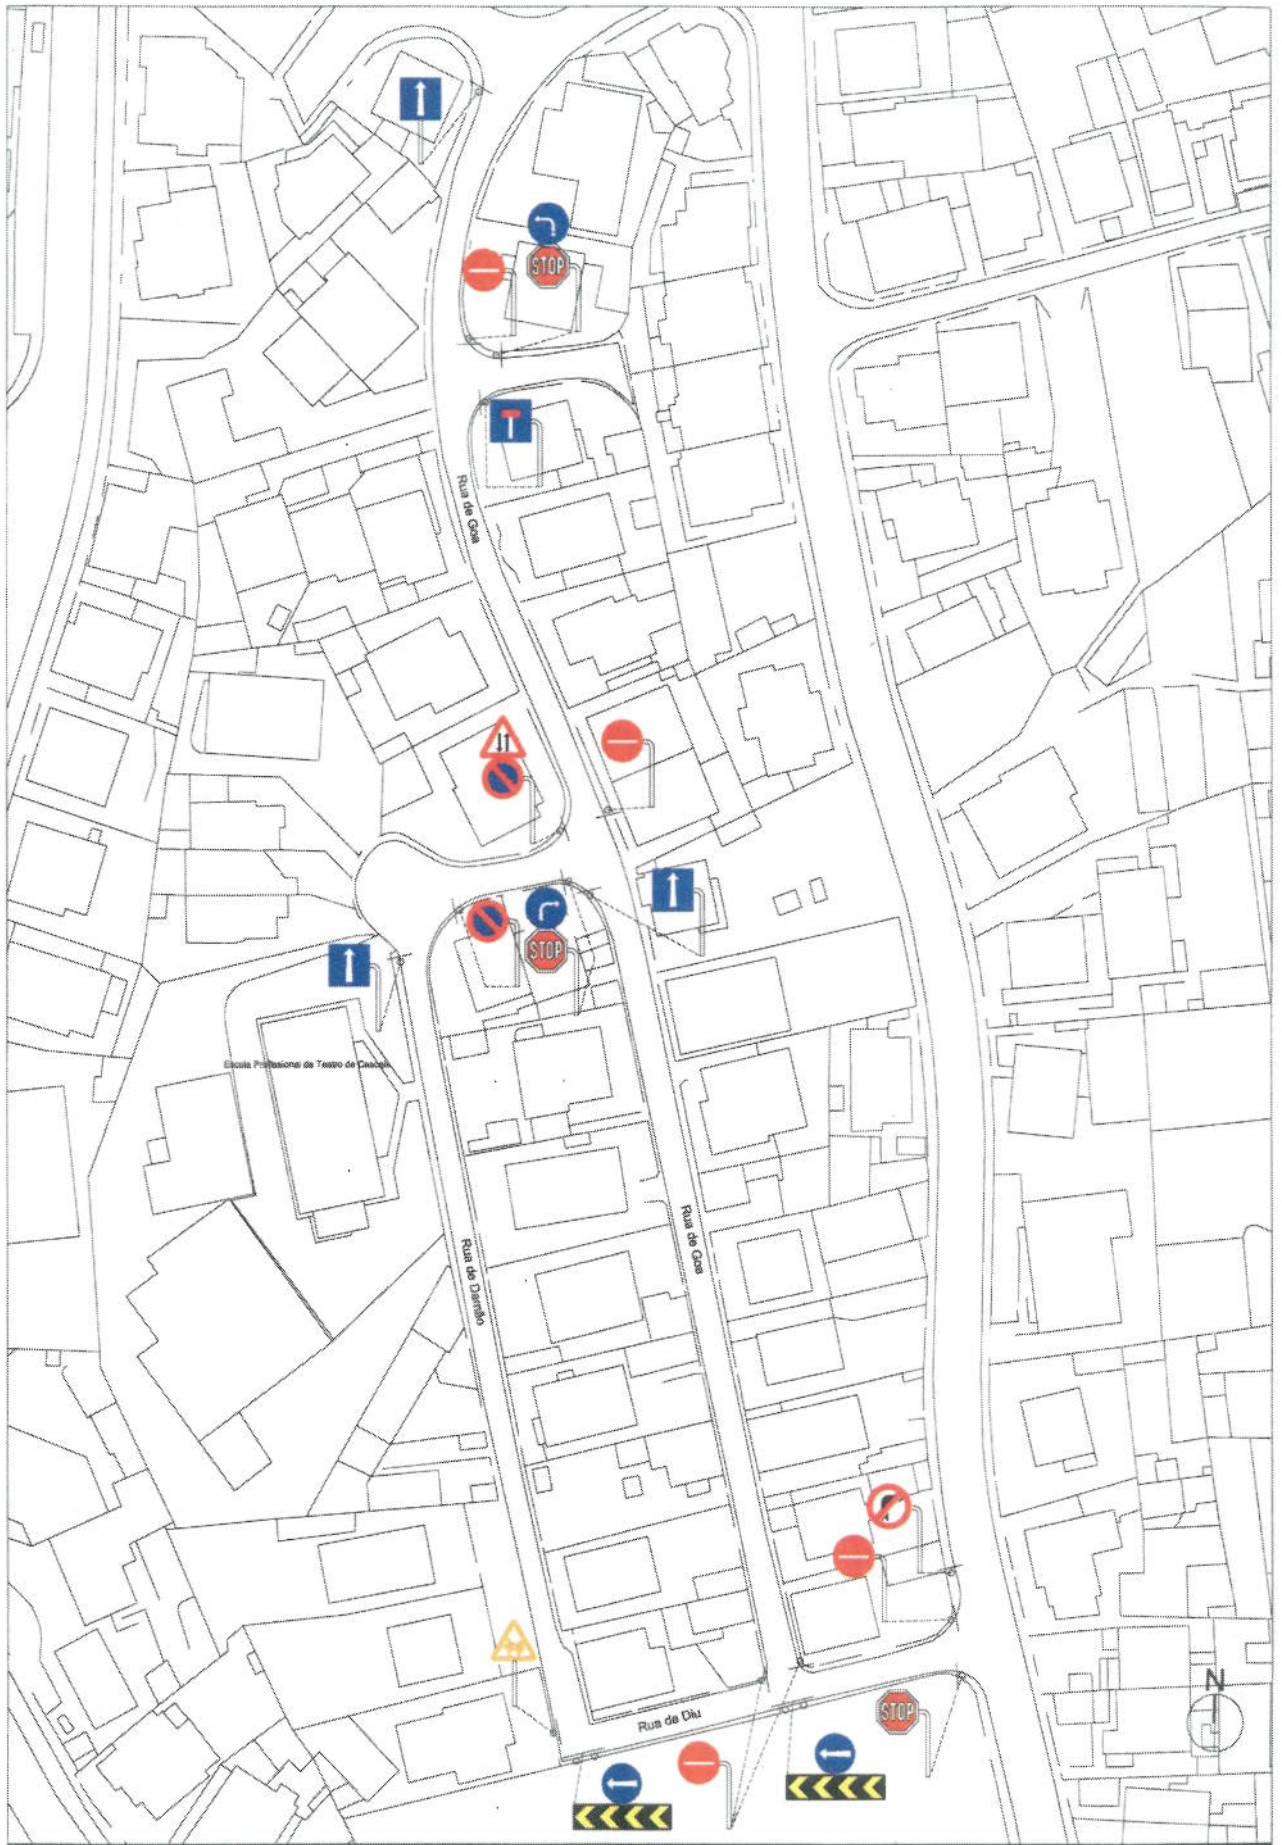 STOP
Rua de Goa
STOP
Escola Profissional de Teatro de Cascais
Rua de Goa
Rua de Damão
N
STOP
Rua de Diu